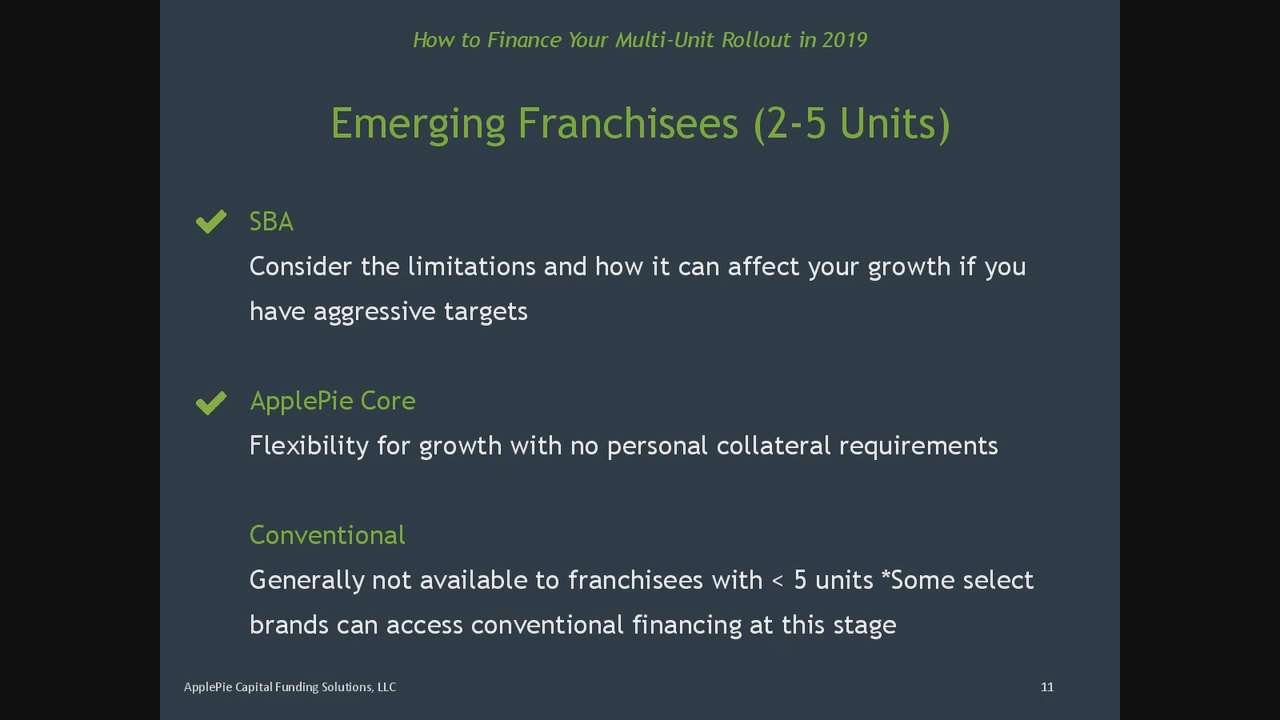 How to Finance Your Multi-Unit Rollout in 2019
Emerging Franchisees (2-5 Units)
SBA
Consider the limitations and how it can affect your growth if you
have aggressive targets
ApplePie Core
Flexibility for growth with no personal collateral requirements
Conventional
Generally not available to franchisees with < 5 units *Some select
brands can access conventional financing at this stage
ApplePie Capital Funding Solutions, LLC
11